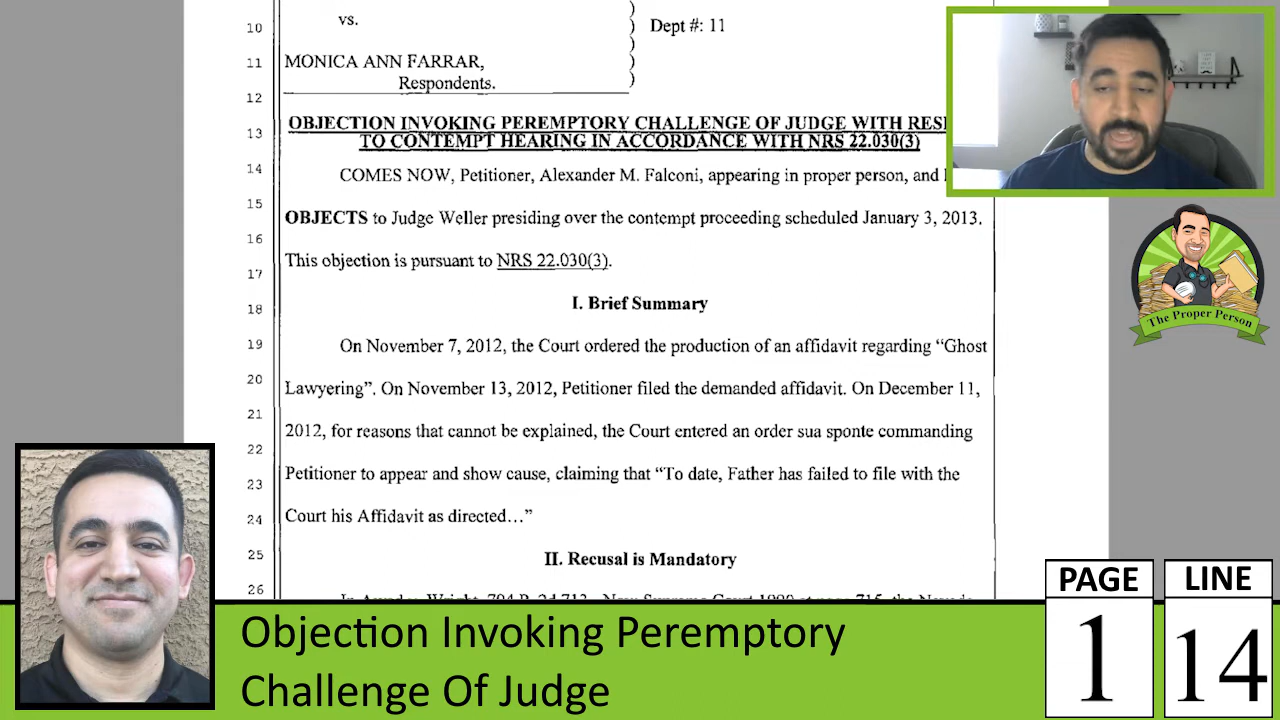 10
vs.
Dept #: 11
11
MONICA ANN FARRAR,
Respondents.
12
OBJECTION INVOKING PEREMPTORY CHALLENGE OF JUDGE WITH
13
TO CONTEMPT HEARING IN ACCORDANCE WITH NRS 22.030(3)
14
COMES NOW, Petitioner, Alexander M. Falconi, appearing in proper person, and
15
OBJECTS to Judge Weller presiding over the contempt proceeding scheduled January 3, 2013.
16
This objection is pursuant to NRS 22.030(3).
17
I. Brief Summary
18
19
On November 7, 2012, the Court ordered the production of an affidavit regarding “Ghost
20
Lawyering”. On November 13, 2012, Petitioner filed the demanded affidavit. On December 11,
21
2012, for reasons that cannot be explained, the Court entered an order sua sponte commanding
22
Petitioner to appear and show cause, claiming that “To date, Father has failed to file with the
23
Court his Affidavit as directed…”
24
25
II. Recusal is Mandatory
26
The Proper Person
Objection Invoking Peremptory
Challenge Of Judge
PAGE
1
LINE
14